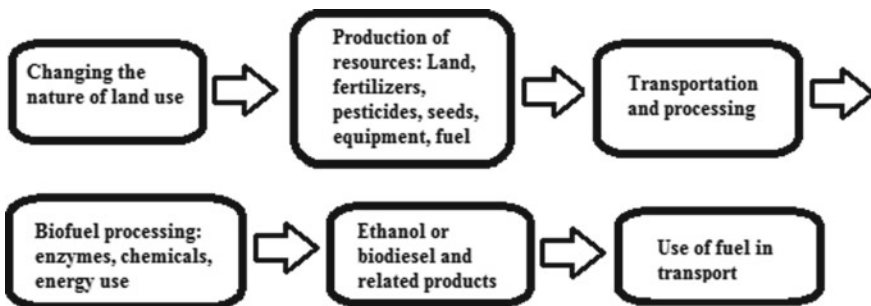 Changing the
nature of land use
Production of
resources: Land,
fertilizers,
pesticides, seeds,
equipment, fuel
Transportation
and processing
Biofuel processing:
enzymes, chemicals,
energy use
Ethanol or
biodiesel and
related products
Use of fuel in
transport